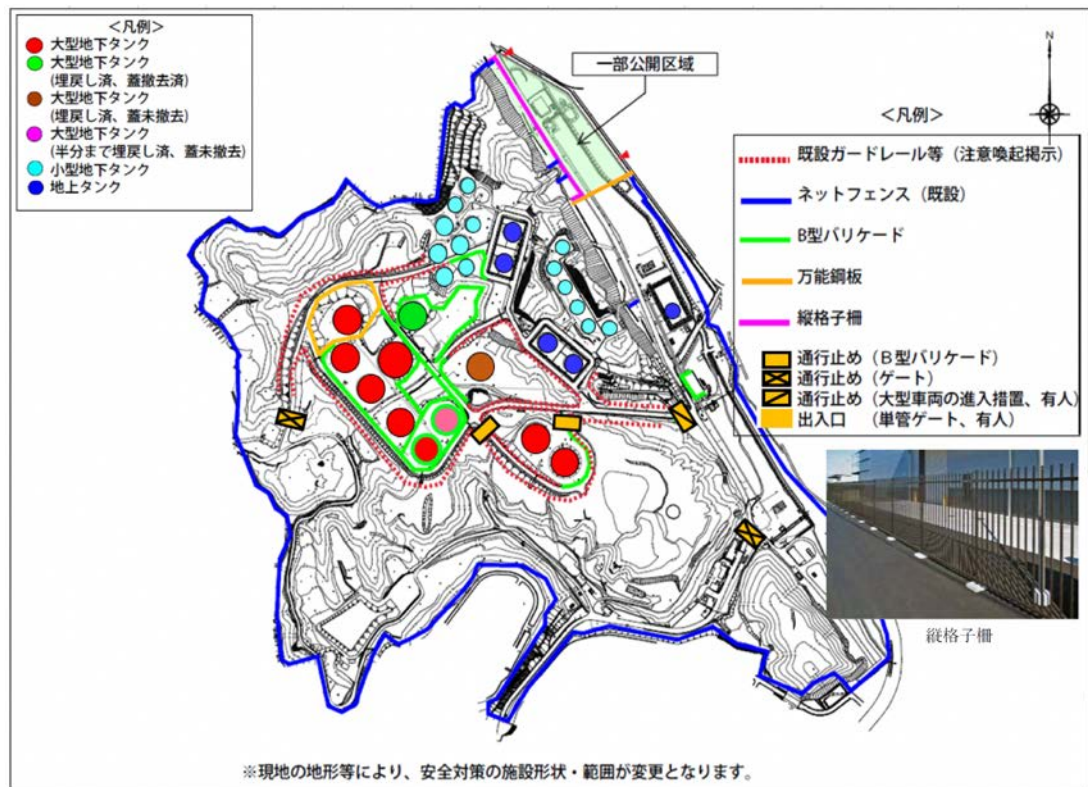 <凡例>
大型地下タンク
大型地下タンク
(埋戻し済、蓋撤去済)
大型地下タンク
(埋戻し済、蓋未撤去)
大型地下タンク
(半分まで埋戻し済、蓋未撤去)
小型地下タンク
地上タンク
一部公開区域
N
<凡例>
既設ガードレール等（注意喚起掲示）
ネットフェンス（既設）
B型バリケード
万能鋼板
縦格子柵
通行止め（Ｂ型バリケード）
通行止め（ゲート）
通行止め（大型車両の進入措置、有人）
出入口　（単管ゲート、有人）
縦格子柵
※現地の地形等により、安全対策の施設形状・範囲が変更となります。